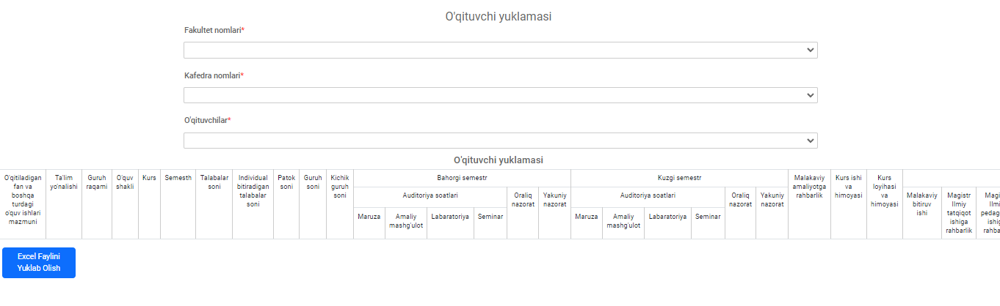 O'qituvchi yuklamasi
Fakultet nomlari*
Kafedra nomlari*
O'qituvchilar*
O'qituvchi yuklamasi
O'qitiladigan
fan va
boshqa
turdagi
o'quv ishlari
mazmuni
Ta'lim
yo'nalishi
Guruh
raqami
O'quv
shakli
Kurs
Semesth
Talabalar
soni
Individual
bitiradigan
talabalar
soni
Patok
soni
Guruh
soni
Kichik
guruh
soni
Bahorgi semestr
Auditoriya soatlari
Maruza
Amaliy
mashg'ulot
Labaratoriya
Seminar
Oraliq
nazorat
Yakuniy
nazorat
Kuzgi semestr
Auditoriya soatlari
Maruza
Amaliy
mashg'ulot
Labaratoriya
Seminar
Oraliq
nazorat
Yakuniy
nazorat
Malakaviy
amaliyotga
rahbarlik
Kurs ishi
va
himoyasi
Kurs
loyihasi
va
himoyasi
Malakaviy
bitiruv
ishi
Magistr
Ilmiy
tatqiqot
ishiga
rahbarlik
Excel Faylini
Yuklab Olish